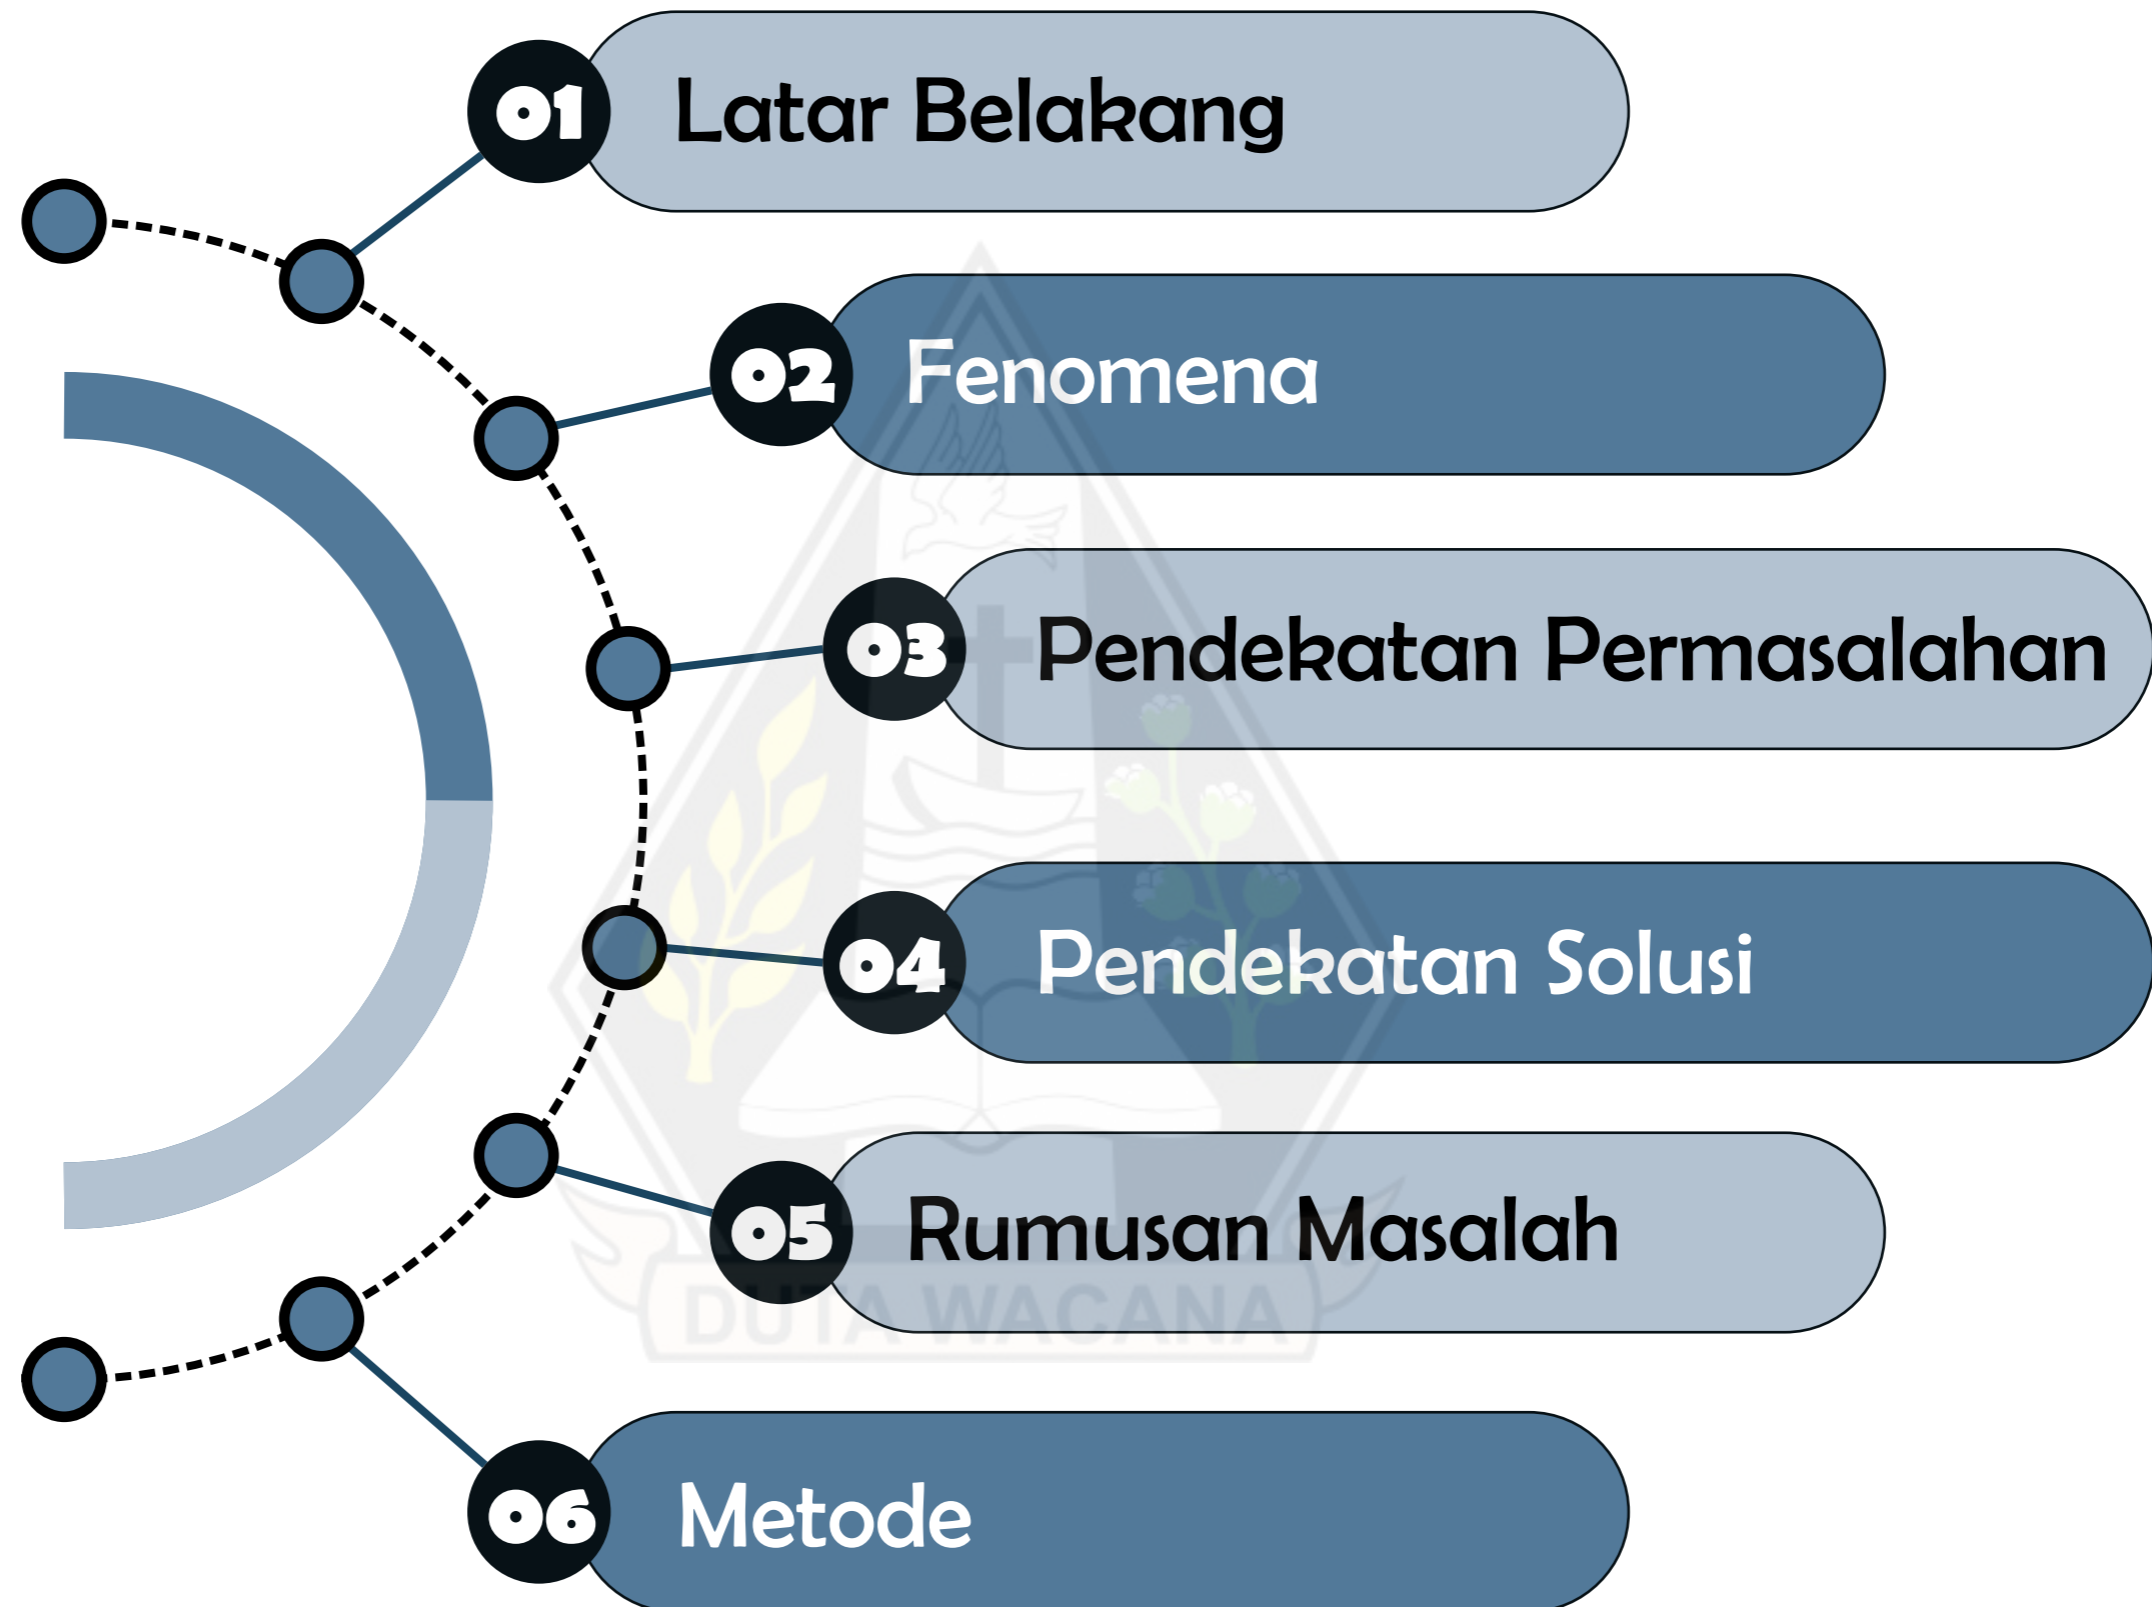 01 Latar Belakang
02 Fenomena
03 Pendekatan Permasalahan
04 Pendekatan Solusi
05 Rumusan Masalah
DUTA WACANA
06 Metode